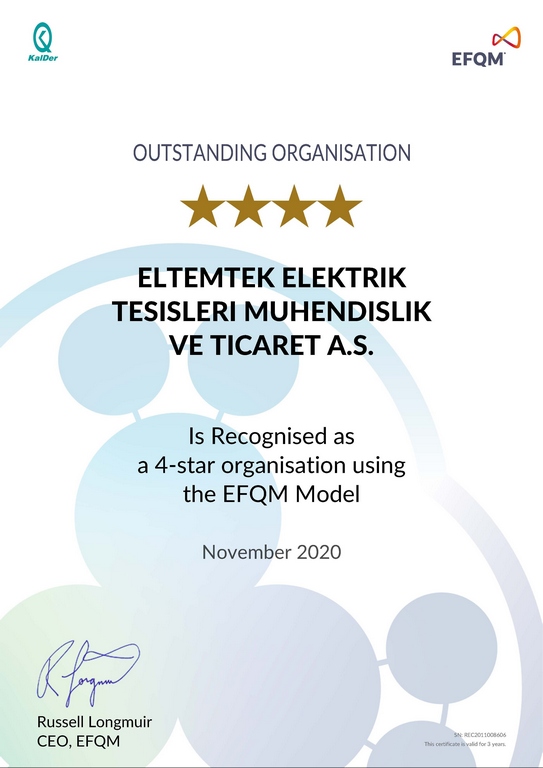 KalDer
EFQM
OUTSTANDING ORGANISATION
ELTEMTEK ELEKTRIK
TESISLERI MUHENDISLIK
VE TICARET A.S.
Is Recognised as
a 4-star organisation using
the EFQM Model
November 2020
Russell Longmuir
CEO, EFQM
SN: REC2011008606
This certificate is valid for 3 years.